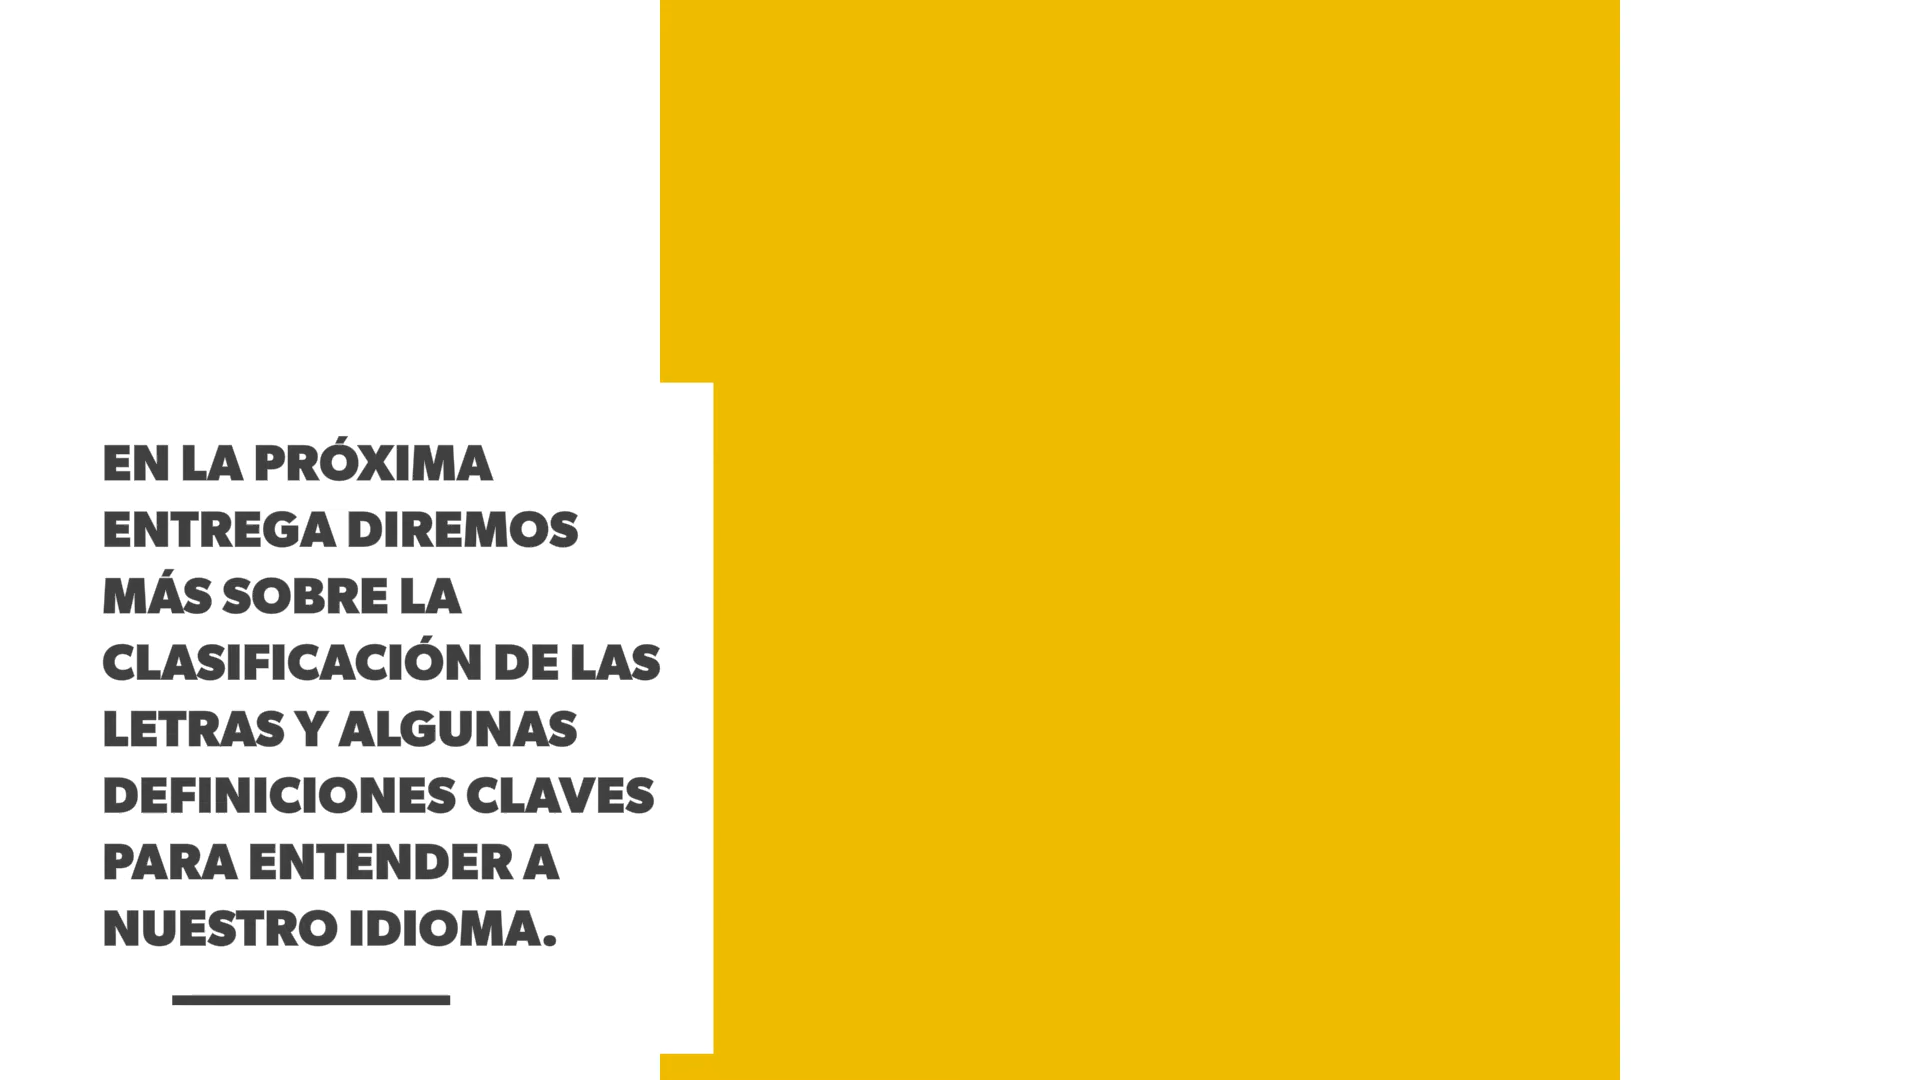 EN LA PRÓXIMA
ENTREGA DIREMOS
MÁS SOBRE LA
CLASIFICACIÓN DE LAS
LETRAS Y ALGUNAS
DEFINICIONES CLAVES
PARA ENTENDER A
NUESTRO IDIOMA.